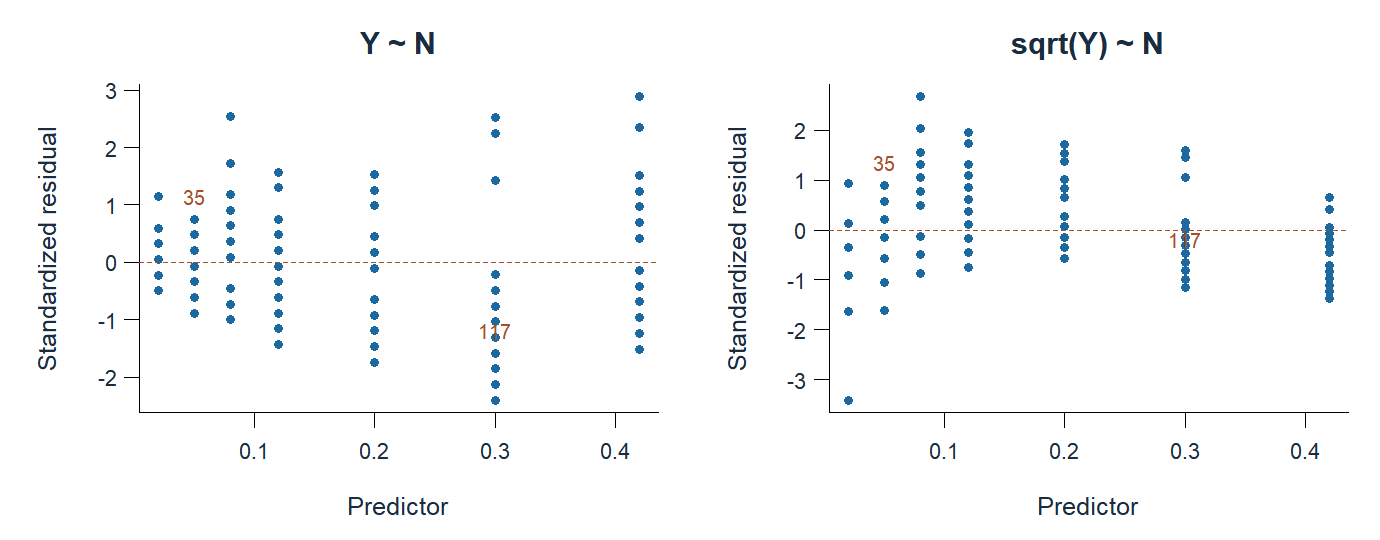 Y ~ N
Standardized residual
3
2
1
0
-1
-2
35
117
0.1 0.2 0.3 0.4
Predictor
sqrt(Y) ~ N
Standardized residual
2
1
0
-1
-2
-3
35
117
0.1 0.2 0.3 0.4
Predictor